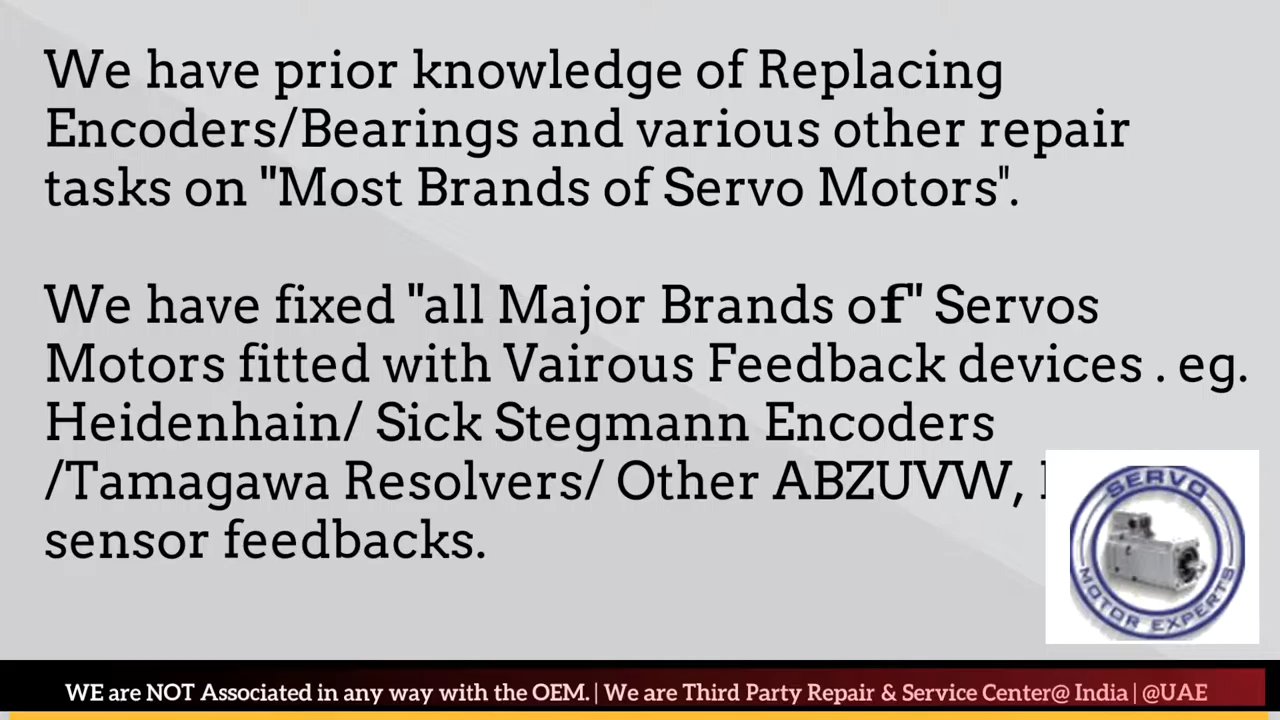 We have prior knowledge of Replacing
Encoders/Bearings and various other repair
tasks on "Most Brands of Servo Motors".
We have fixed "all Major Brands of" Servos
Motors fitted with Vairous Feedback devices . eg.
Heidenhain/ Sick Stegmann Encoders
/Tamagawa Resolvers/ Other ABZUVW,
sensor feedbacks.
SERVO
MOTOR EXPERTS
WE are NOT Associated in any way with the OEM. | We are Third Party Repair & Service Center@ India | @UAE